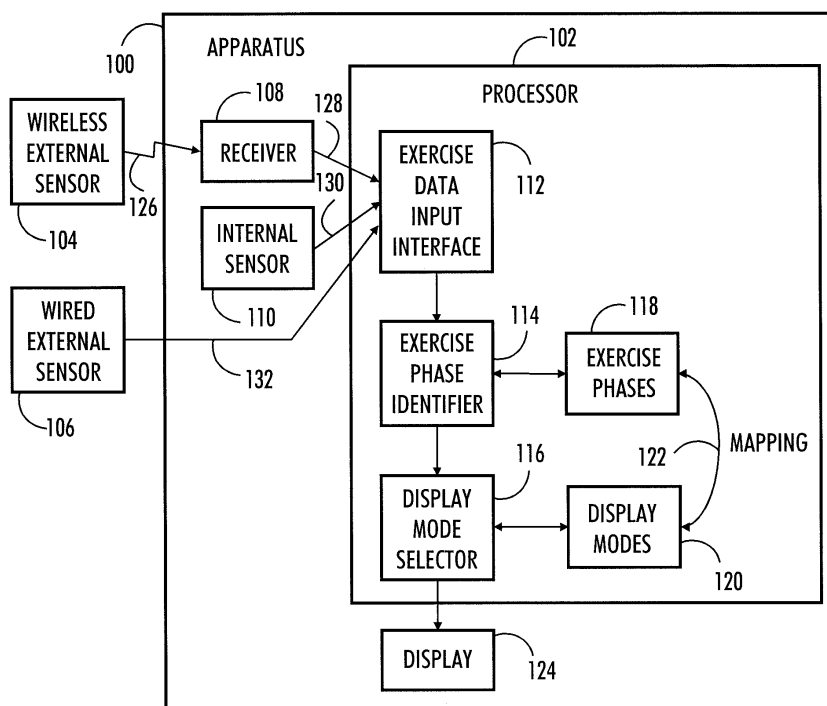 100
APPARATUS
102
PROCESSOR
WIRELESS
EXTERNAL
SENSOR
104
126
108
RECEIVER
128
130
INTERNAL
SENSOR
110
EXERCISE
DATA
INPUT
INTERFACE
112
WIRED
EXTERNAL
SENSOR
106
132
EXERCISE
PHASE
IDENTIFIER
114
118
EXERCISE
PHASES
122
MAPPING
116
DISPLAY
MODE
SELECTOR
DISPLAY
MODES
120
DISPLAY
124